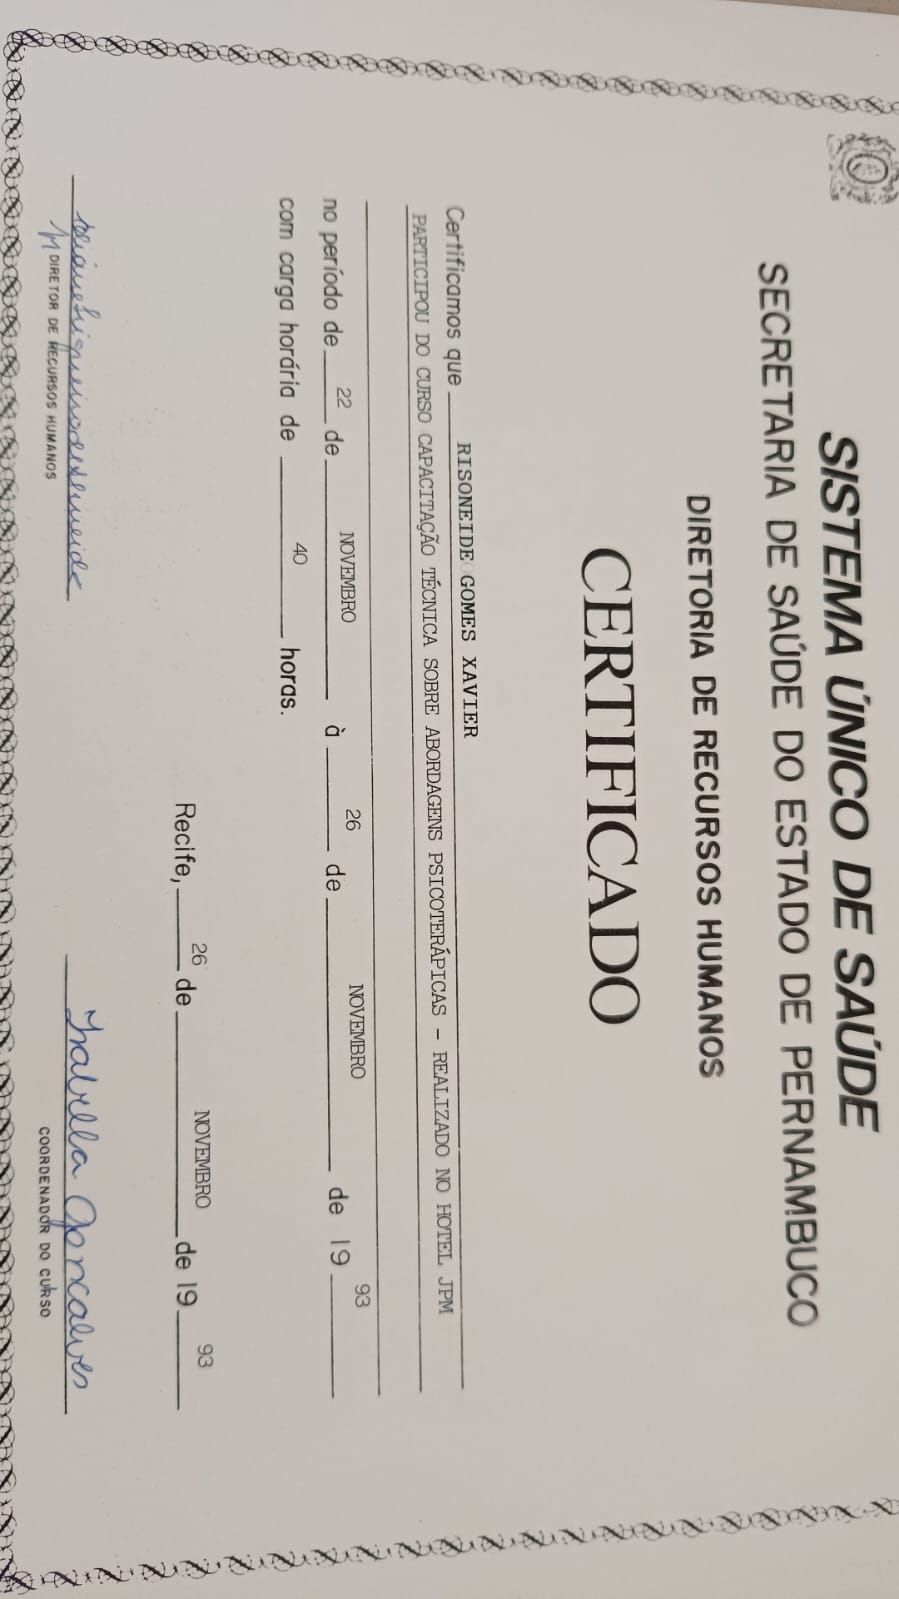 SISTEMA ÚNICO DE SAÚDE
SECRETARIA DE SAÚDE DO ESTADO DE PERNAMBUCO
DIRETORIA DE RECURSOS HUMANOS
CERTIFICADO
Certificamos que RISONEIDE GOMES XAVIER
PARTICIPOU DO CURSO CAPACITAÇÃO TÉCNICA SOBRE ABORDAGENS PSICOTERÁPICAS - REALIZADO NO HOTEL JPM
no período de 22 de NOVEMBRO à 26 de NOVEMBRO de 19 93
com carga horária de 40 horas.
Recife, 26 de NOVEMBRO de 19 93
Izabella Gonçalves
DIRETOR DE RECURSOS HUMANOS
COORDENADOR DO CURSO